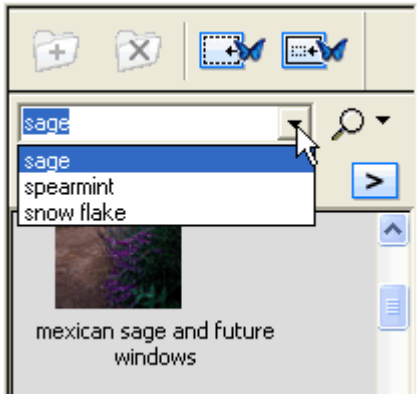 sage
sage
spearmint
snow flake
>
mexican sage and future
windows